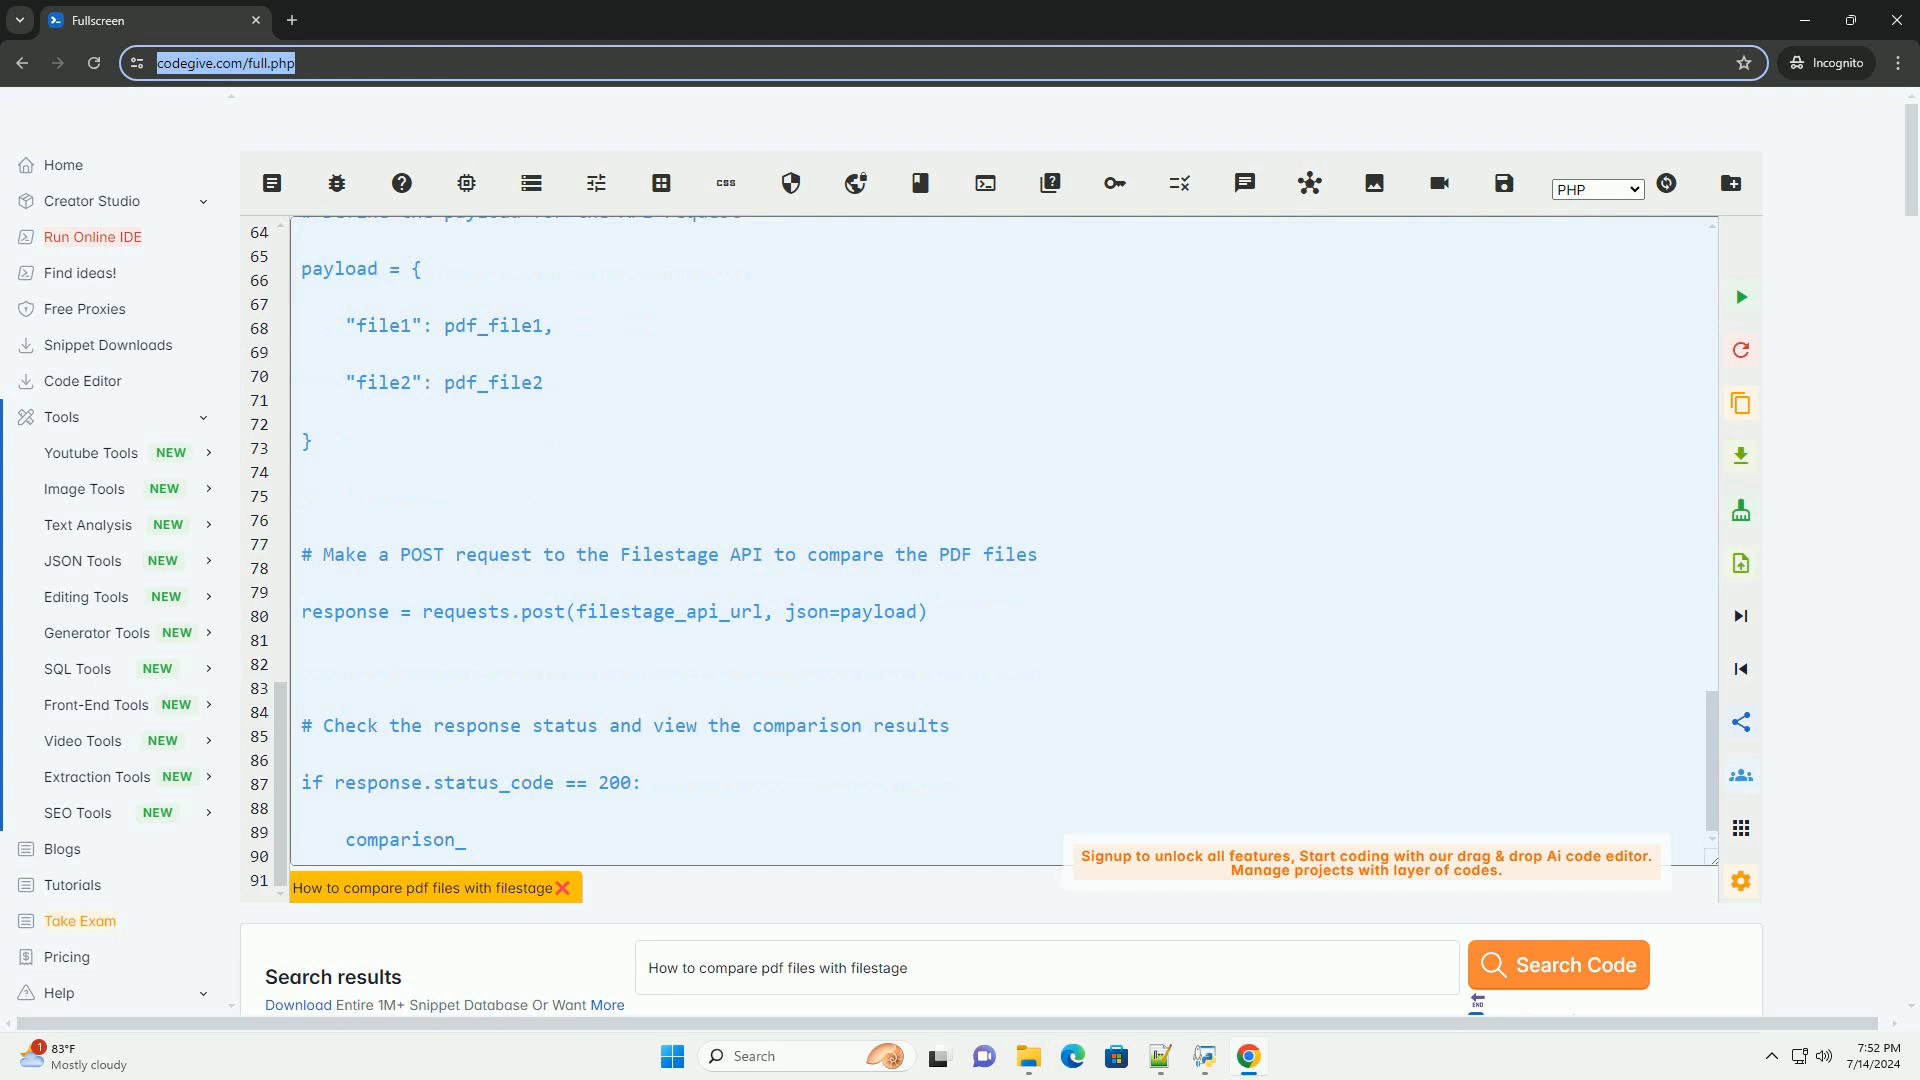 Fullscreen
codegive.com/full.php
Incognito
Home
Creator Studio
Run Online IDE
Find ideas!
Free Proxies
Snippet Downloads
Code Editor
Tools
Youtube Tools NEW
Image Tools NEW
Text Analysis NEW
JSON Tools NEW
Editing Tools NEW
Generator Tools NEW
SQL Tools NEW
Front-End Tools NEW
Video Tools NEW
Extraction Tools NEW
SEO Tools NEW
Blogs
Tutorials
Take Exam
Pricing
Help
css
PHP
64
65
66
67
68
69
70
71
72
73
74
75
76
77
78
79
80
81
82
83
84
85
86
87
88
89
90
91
payload = {
"file1": pdf_file1,
"file2": pdf_file2
}
# Make a POST request to the Filestage API to compare the PDF files
response = requests.post(filestage_api_url, json=payload)
# Check the response status and view the comparison results
if response.status_code == 200:
comparison_
Signup to unlock all features, Start coding with our drag & drop Ai code editor.
Manage projects with layer of codes.
How to compare pdf files with filestage
Search results
Download Entire 1M+ Snippet Database Or Want More
How to compare pdf files with filestage
Search Code
END
1
83°F
Mostly cloudy
Search
7:52 PM
7/14/2024